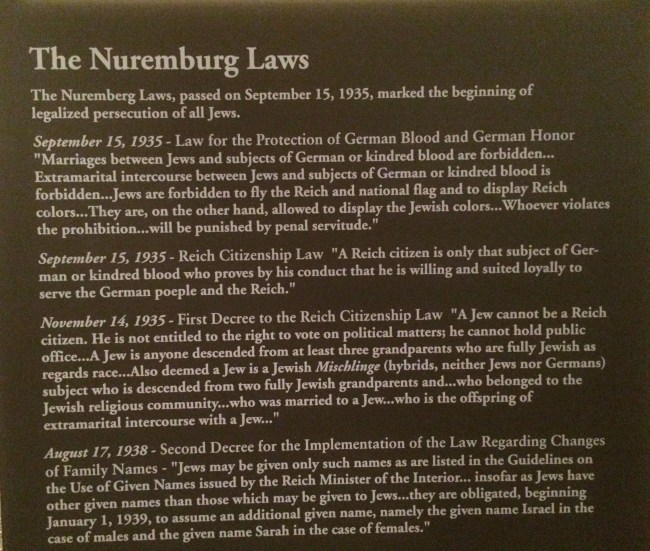 The Nuremburg Laws
The Nuremberg Laws, passed on September 15, 1935, marked the beginning of
legalized persecution of all Jews.
September 15, 1935 - Law for the Protection of German Blood and German Honor
"Marriages between Jews and subjects of German or kindred blood are forbidden...
Extramarital intercourse between Jews and subjects of German or kindred blood is
forbidden...Jews are forbidden to fly the Reich and national flag and to display Reich
colors...They are, on the other hand, allowed to display the Jewish colors...Whoever violates
the prohibition...will be punished by penal servitude."
September 15, 1935 - Reich Citizenship Law "A Reich citizen is only that subject of Ger-
man or kindred blood who proves by his conduct that he is willing and suited loyally to
serve the German poeple and the Reich."
November 14, 1935 - First Decree to the Reich Citizenship Law "A Jew cannot be a Reich
citizen. He is not entitled to the right to vote on political matters; he cannot hold public
office...A Jew is anyone descended from at least three grandparents who are fully Jewish as
regards race...Also deemed a Jew is a Jewish Mischlinge (hybrids, neither Jews nor Germans)
subject who is descended from two fully Jewish grandparents and...who belonged to the
Jewish religious community...who was married to a Jew...who is the offspring of
extramarital intercourse with a Jew..."
August 17, 1938 - Second Decree for the Implementation of the Law Regarding Changes
of Family Names - "Jews may be given only such names as are listed in the Guidelines on
the Use of Given Names issued by the Reich Minister of the Interior... insofar as Jews have
other given names than those which may be given to Jews...they are obligated, beginning
January 1, 1939, to assume an additional given name, namely the given name Israel in the
case of males and the given name Sarah in the case of females."